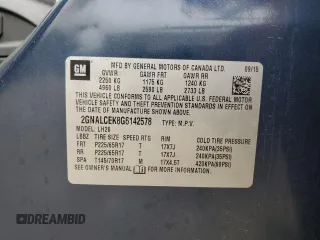 GM
MFD BY GENERAL MOTORS OF CANADA LTD.
09/15
GVWR GAWR FRT GAWR RR
2250 KG 1175 KG 1240 KG
4960 LB 2590 LB 2733 LB
THIS VEHICLE CONFORMS TO ALL APPLICABLE U.S. FEDERAL
MOTOR VEHICLE SAFETY, BUMPER, AND THEFT PREVENTION
STANDARDS IN EFFECT ON THE DATE OF
MANUFACTURE SHOWN ABOVE.
2GNALCEK8G6142578 TYPE: M.P.V.
MODEL: LH26
LBBZ TIRE SIZE SPEED RTG RIM COLD TIRE PRESSURE
FRT P225/65R17 T 17X7J 240KPA(35PSI)
RR P225/65R17 T 17X7J 240KPA(35PSI)
SPA T145/70R17 M 17X4.5T 420KPA(60PSI)
SEE OWNER'S MANUAL FOR ADDITIONAL INFORMATION.
RIDSAFELY